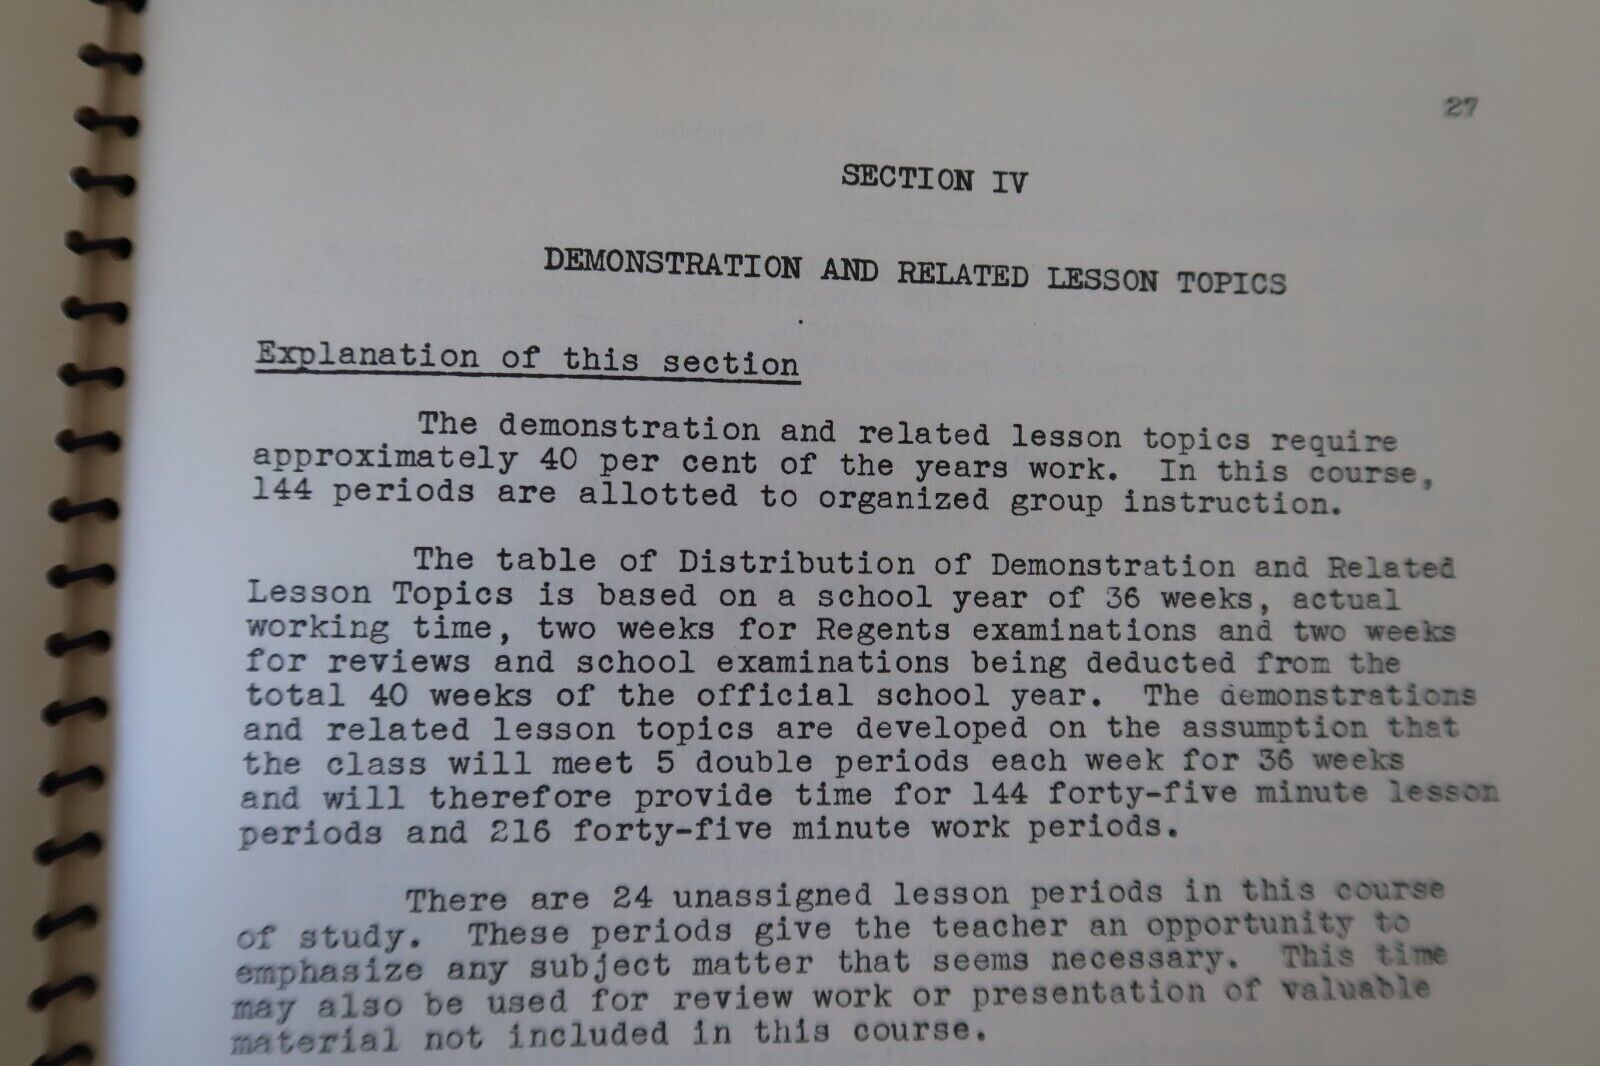 27
SECTION IV
DEMONSTRATION AND RELATED LESSON TOPICS
Explanation of this section
The demonstration and related lesson topics require
approximately 40 per cent of the years work. In this course,
144 periods are allotted to organized group instruction.
The table of Distribution of Demonstration and Related
Lesson Topics is based on a school year of 36 weeks, actual
working time, two weeks for Regents examinations and two weeks
for reviews and school examinations being deducted from the
total 40 weeks of the official school year. The demonstrations
and related lesson topics are developed on the assumption that
the class will meet 5 double periods each week for 36 weeks
and will therefore provide time for 144 forty-five minute lesson
periods and 216 forty-five minute work periods.
There are 24 unassigned lesson periods in this course
of study. These periods give the teacher an opportunity to
emphasize any subject matter that seems necessary. This time
may also be used for review work or presentation of valuable
material not included in this course.